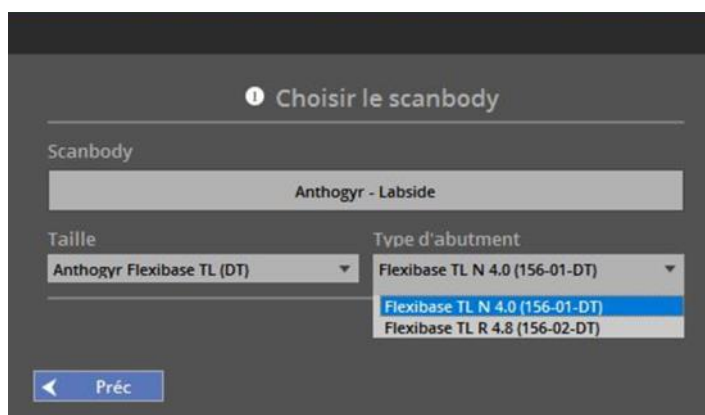 Choisir le scanbody
Scanbody
Anthogyr - Labside
Taille
Type d'abutment
Anthogyr Flexibase TL (DT)
Flexibase TL N 4.0 (156-01-DT)
Flexibase TL N 4.0 (156-01-DT)
Flexibase TL R 4.8 (156-02-DT)
Préc